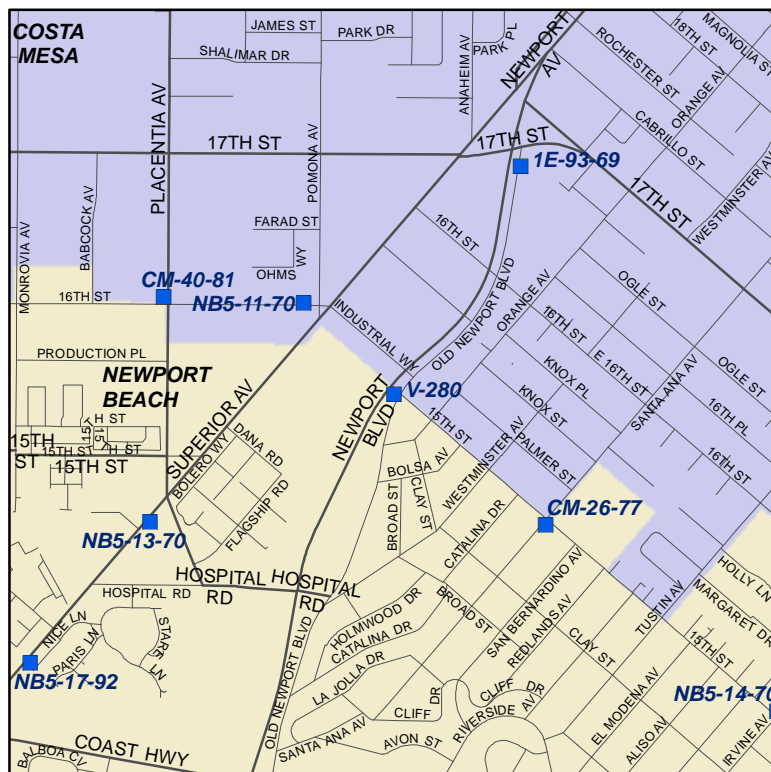 COSTA
MESA
JAMES ST
PARK DR
SHALIMAR DR
ANAHEIM AV
PARK PL
NEWPORT
AV
18TH ST
MAGNOLIA ST
ROCHESTER ST
ORANGE AV
CABRILLO ST
WESTMINSTER AV
PLACENTIA AV
17TH ST
17TH ST
17TH ST
1E-93-69
POMONA AV
BABCOCK AV
MONROVIA AV
FARAD ST
OHMS
WY
16TH ST
OLD NEWPORT BLVD
ORANGE AV
OGLE ST
CM-40-81
16TH ST
NB5-11-70
INDUSTRIAL WY
16TH ST
E 16TH ST
OGLE ST
SANTA ANA AV
KNOX PL
KNOX ST
16TH PL
16TH ST
PRODUCTION PL
NEWPORT
BEACH
SUPERIOR AV
NEWPORT
BLVD
V-280
15TH ST
WESTMINSTER AV
PALMER ST
15TH
ST
15TH ST
15TH ST
DANA RD
BOLERO WY
FLAGSHIP RD
BOLSA AV
CLAY ST
BROAD ST
CATALINA DR
CM-26-77
NB5-13-70
HOSPITAL
RD
HOSPITAL
RD
HOSPITAL RD
HOLMWOOD DR
CATALINA DR
BROAD ST
SAN BERNARDINO AV
REDLANDS AV
CLAY ST
TUSTIN AV
HOLLY LN
MARGARET DR
15TH ST
NICE LN
PARIS LN
STARF LN
NB5-17-92
OLD NEWPORT BLVD
LA JOLLA DR
CLIFF
DR
CLIFF DR
RIVERSIDE AV
SANTA ANA AV
AVON ST
EL MODENA AV
ALISO AV
IRVINE AV
NB5-14-70
COAST HWY
BALBOA CV